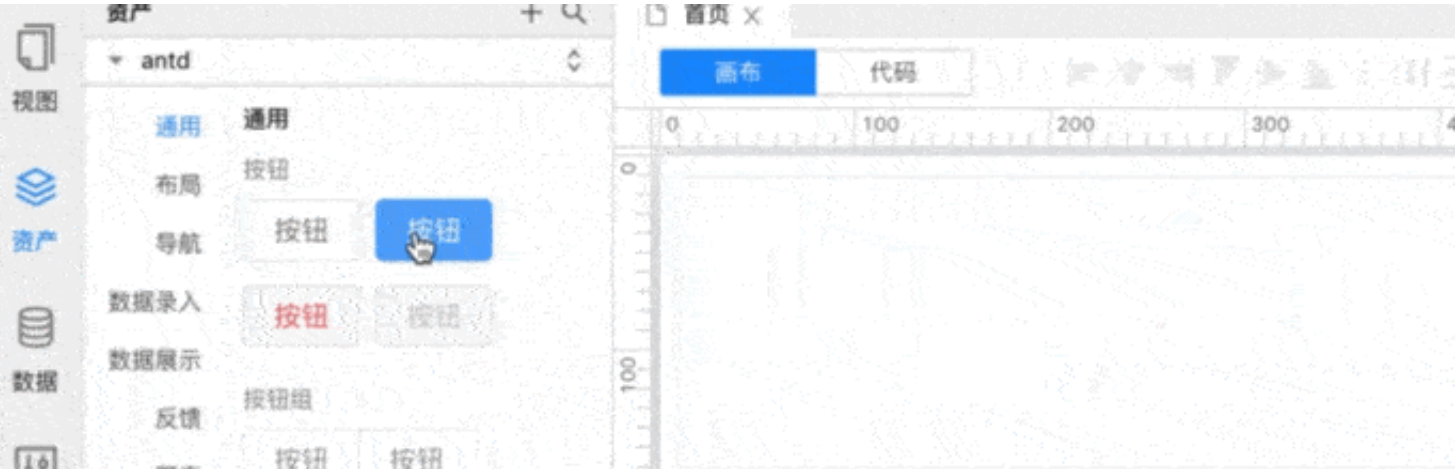 资产
首页
antd
画布 代码
视图
通用 通用
0 100 200 300 4
按钮
布局
0
按钮 按钮
资产
导航
数据录入
按钮 按钮
数据展示
100
数据
按钮组
反馈
按钮 按钮